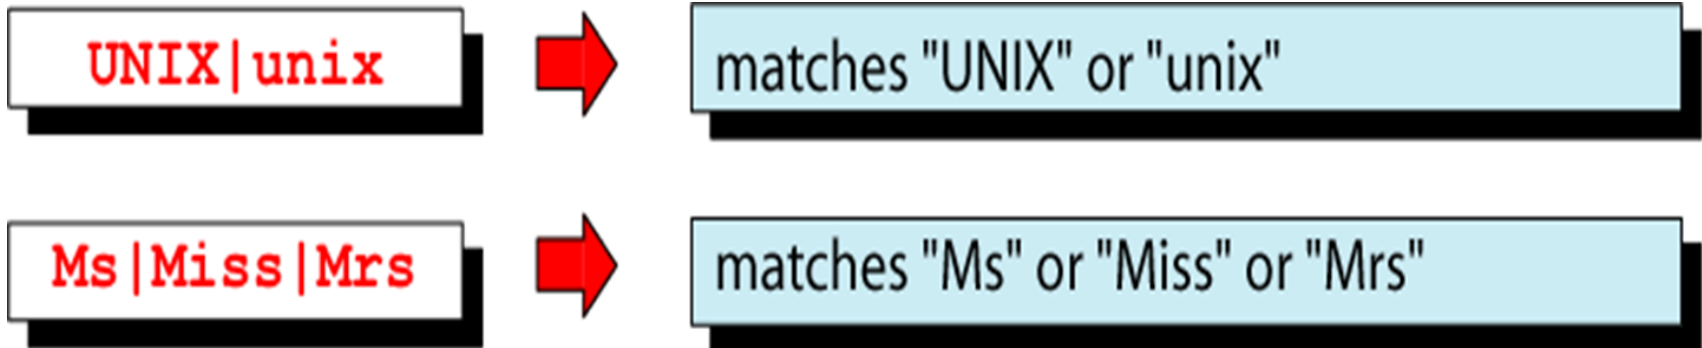 UNIX|unix
matches "UNIX" or "unix"
Ms|Miss|Mrs
matches "Ms" or "Miss" or "Mrs"